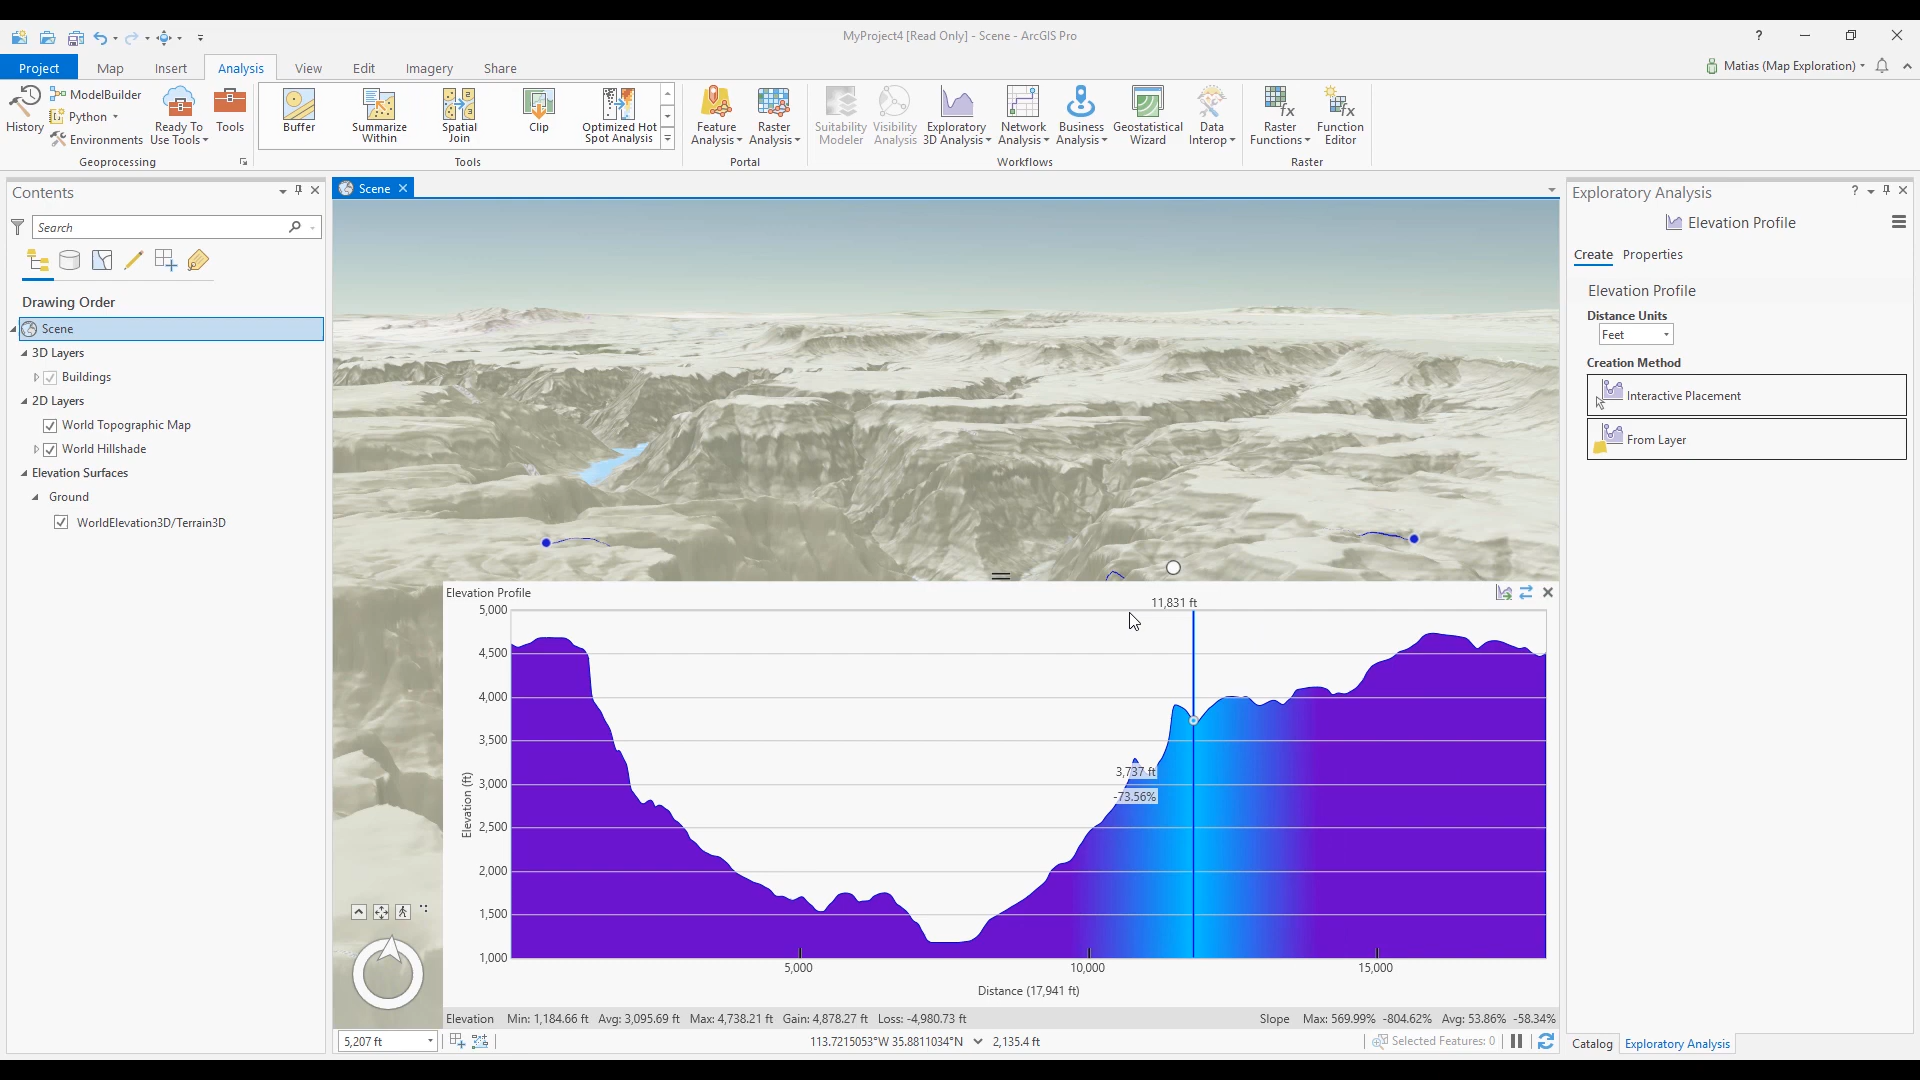 MyProject4 [Read Only] - Scene - ArcGIS Pro
?
Project
Map
Insert
Analysis
View
Edit
Imagery
Share
Matias (Map Exploration)
History
ModelBuilder
Python
Environments
Ready To
Use Tools
Tools
Geoprocessing
Buffer
Summarize
Within
Spatial
Join
Clip
Optimized Hot
Spot Analysis
Tools
Feature
Analysis
Raster
Analysis
Portal
Suitability
Modeler
Visibility
Analysis
Exploratory
3D Analysis
Network
Analysis
Business
Analysis
Geostatistical
Wizard
Data
Interop
Workflows
Raster
Functions
Function
Editor
Raster
Contents
Search
Drawing Order
Scene
3D Layers
Buildings
2D Layers
World Topographic Map
World Hillshade
Elevation Surfaces
Ground
WorldElevation3D/Terrain3D
Scene
Elevation Profile
11,831 ft
5,000
4,500
4,000
3,500
3,000
2,500
2,000
1,500
1,000
Elevation (ft)
3,737 ft
-73.56%
5,000
10,000
15,000
Distance (17,941 ft)
Elevation Min: 1,184.66 ft Avg: 3,095.69 ft Max: 4,738.21 ft Gain: 4,878.27 ft Loss: -4,980.73 ft
Slope Max: 569.99% -804.62% Avg: 53.86% -58.34%
5,207 ft
113.7215053°W 35.8811034°N
2,135.4 ft
Selected Features: 0
Exploratory Analysis
?
Elevation Profile
Create
Properties
Elevation Profile
Distance Units
Feet
Creation Method
Interactive Placement
From Layer
Catalog
Exploratory Analysis